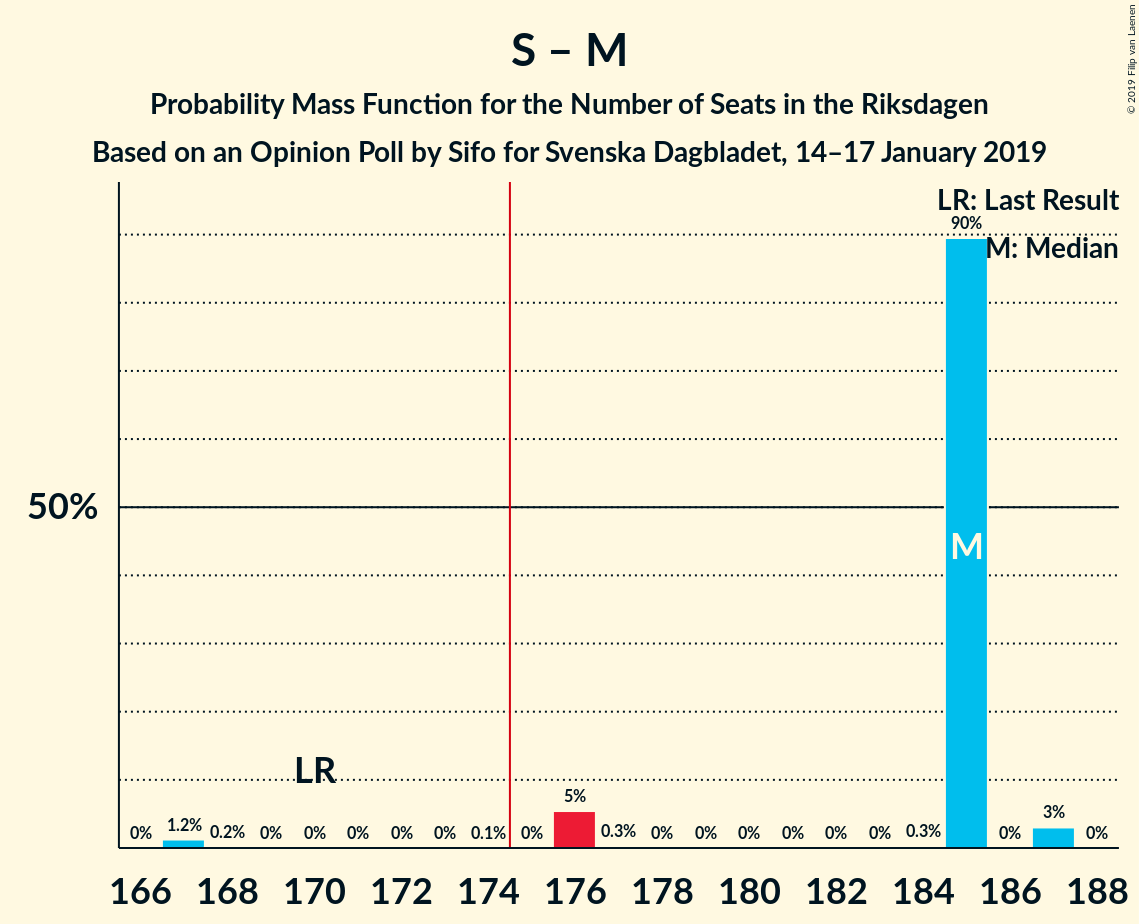 S – M
Probability Mass Function for the Number of Seats in the Riksdagen
Based on an Opinion Poll by Sifo for Svenska Dagbladet, 14–17 January 2019
© 2019 Filip van Laenen
LR: Last Result
M: Median
50%
M
LR
0% 1.2% 0.2% 0% 0% 0% 0% 0% 0.1% 0% 5% 0.3% 0% 0% 0% 0% 0% 0% 0.3% 90% 0% 3% 0%
166 168 170 172 174 176 178 180 182 184 186 188